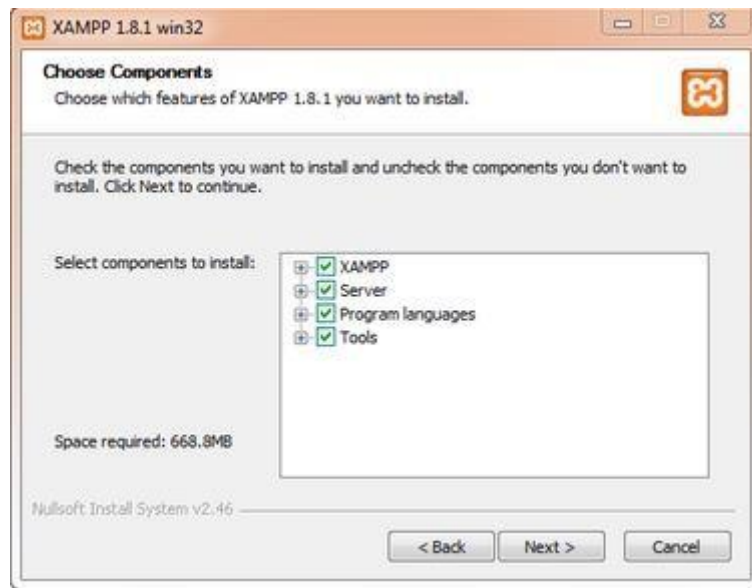 XAMPP 1.8.1 win32
Choose Components
Choose which features of XAMPP 1.8.1 you want to install.
Check the components you want to install and uncheck the components you don't want to
install. Click Next to continue.
Select components to install:
XAMPP
Server
Program languages
Tools
Space required: 668.8MB
Nullsoft Install System v2.46
< Back
Next >
Cancel